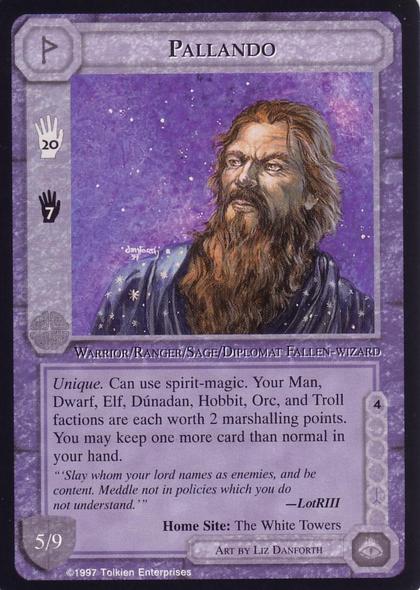 PALLANDO
20
7
danforth
97
WARRIOR/RANGER/SAGE/DIPLOMAT FALLEN-WIZARD
Unique. Can use spirit-magic. Your Man,
Dwarf, Elf, Dúnadan, Hobbit, Orc, and Troll
factions are each worth 2 marshalling points.
You may keep one more card than normal in
your hand.
4
“‘Slay whom your lord names as enemies, and be
content. Meddle not in policies which you do
not understand.’” —LotRIII
Home Site: The White Towers
5/9
ART BY LIZ DANFORTH
©1997 Tolkien Enterprises